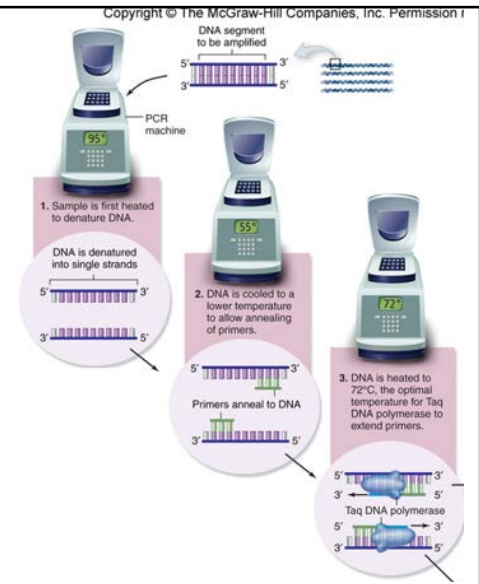 Copyright © The McGraw-Hill Companies, Inc. Permission r
DNA segment
to be amplified
5′ 3′
3′ 5′
PCR
machine
95°
1. Sample is first heated
to denature DNA.
DNA is denatured
into single strands
5′ 3′
3′ 5′
55°
2. DNA is cooled to a
lower temperature
to allow annealing
of primers.
5′ 3′
Primers anneal to DNA
3′ 5′
72°
3. DNA is heated to
72°C, the optimal
temperature for Taq
DNA polymerase to
extend primers.
5′ 3′
3′ 5′
Taq DNA polymerase
5′ 3′
3′ 5′